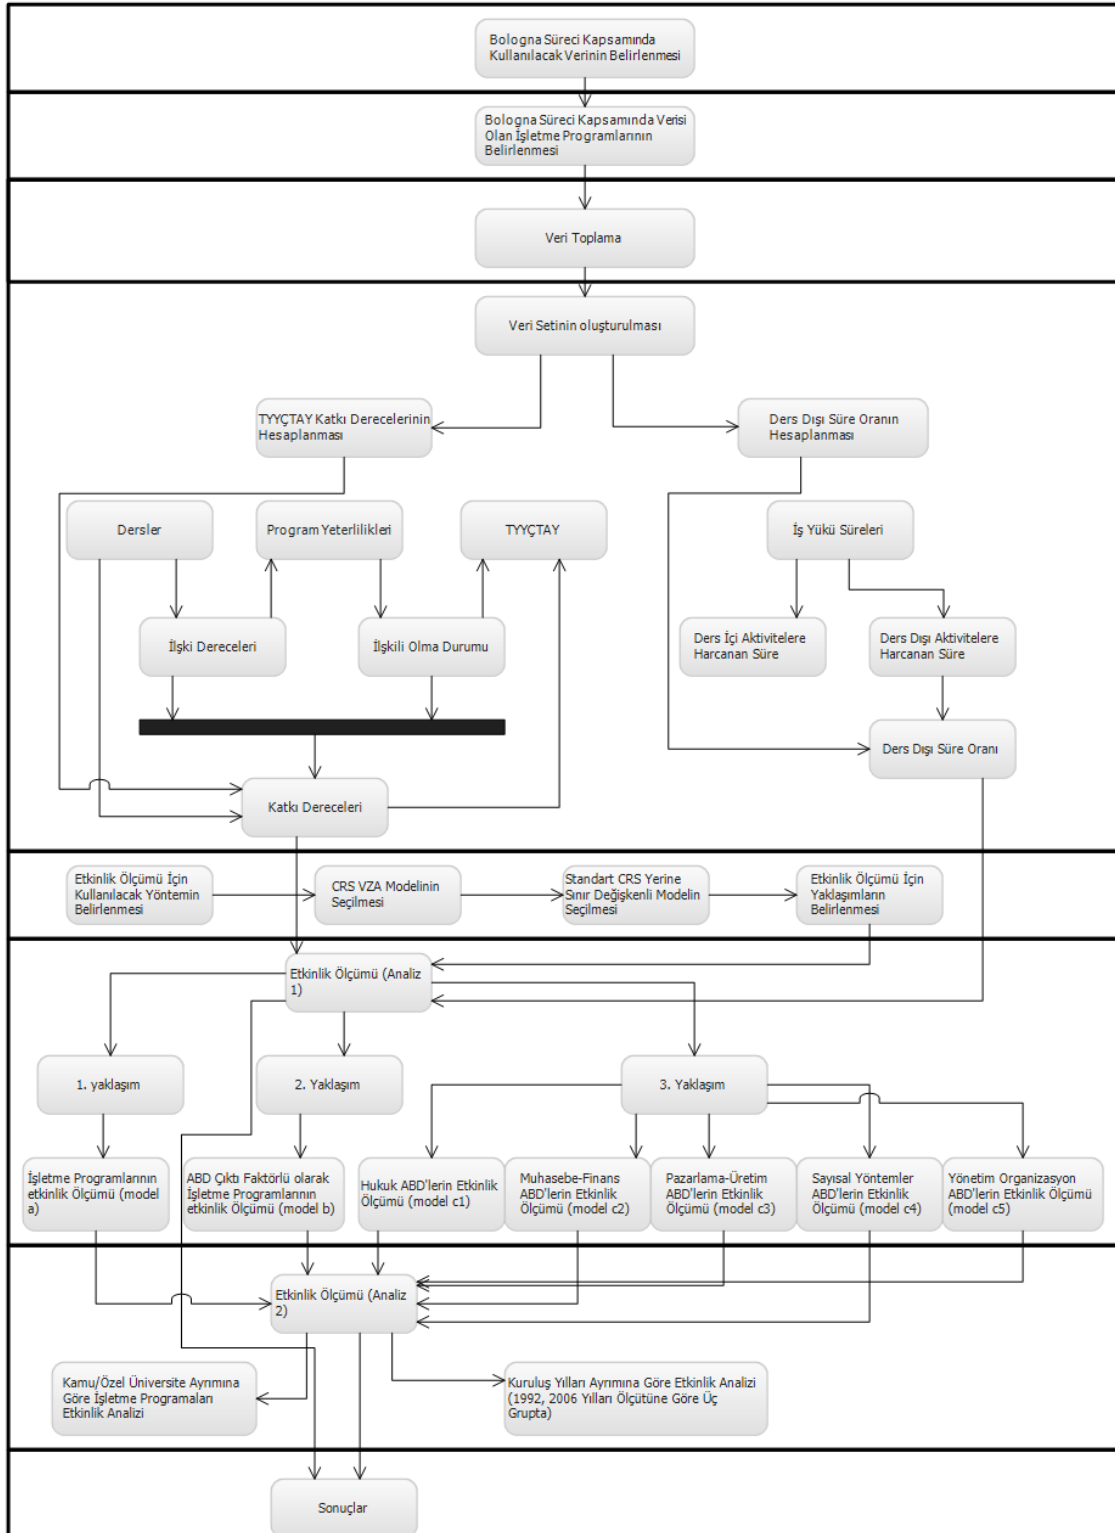 Bologna Süreci Kapsamında
Kullanılacak Verinin Belirlenmesi
Bologna Süreci Kapsamında Verisi
Olan İşletme Programlarının
Belirlenmesi
Veri Toplama
Veri Setinin oluşturulması
TYYÇTAY Katkı Derecelerinin
Hesaplanması
Ders Dışı Süre Oranın
Hesaplanması
Dersler
Program Yeterlilikleri
TYYÇTAY
İş Yükü Süreleri
İlşki Dereceleri
İlşkili Olma Durumu
Ders İçi Aktivitelere
Harcanan Süre
Ders Dışı Aktivitelere
Harcanan Süre
Ders Dışı Süre Oranı
Katkı Dereceleri
Etkinlik Ölçümü İçin
Kullanılacak Yöntemin
Belirlenmesi
CRS VZA Modelinin
Seçilmesi
Standart CRS Yerine
Sınır Değişkenli Modelin
Seçilmesi
Etkinlik Ölçümü İçin
Yaklaşımların
Belirlenmesi
Etkinlik Ölçümü (Analiz
1)
1. yaklaşım
2. Yaklaşım
3. Yaklaşım
İşletme Programlarının
etkinlik Ölçümü (model
a)
ABD Çıktı Faktörlü olarak
İşletme Programlarının
etkinlik Ölçümü (model b)
Hukuk ABD'lerin Etkinlik
Ölçümü (model c1)
Muhasebe-Finans
ABD'lerin Etkinlik
Ölçümü (model c2)
Pazarlama-Üretim
ABD'lerin Etkinlik
Ölçümü (model c3)
Sayısal Yöntemler
ABD'lerin Etkinlik
Ölçümü (model c4)
Yönetim Organizasyon
ABD'lerin Etkinlik Ölçümü
(model c5)
Etkinlik Ölçümü (Analiz
2)
Kamu/Özel Üniversite Ayrımına
Göre İşletme Programaları
Etkinlik Analizi
Kuruluş Yılları Ayrımına Göre Etkinlik Analizi
(1992, 2006 Yılları Ölçütüne Göre Üç
Grupta)
Sonuçlar